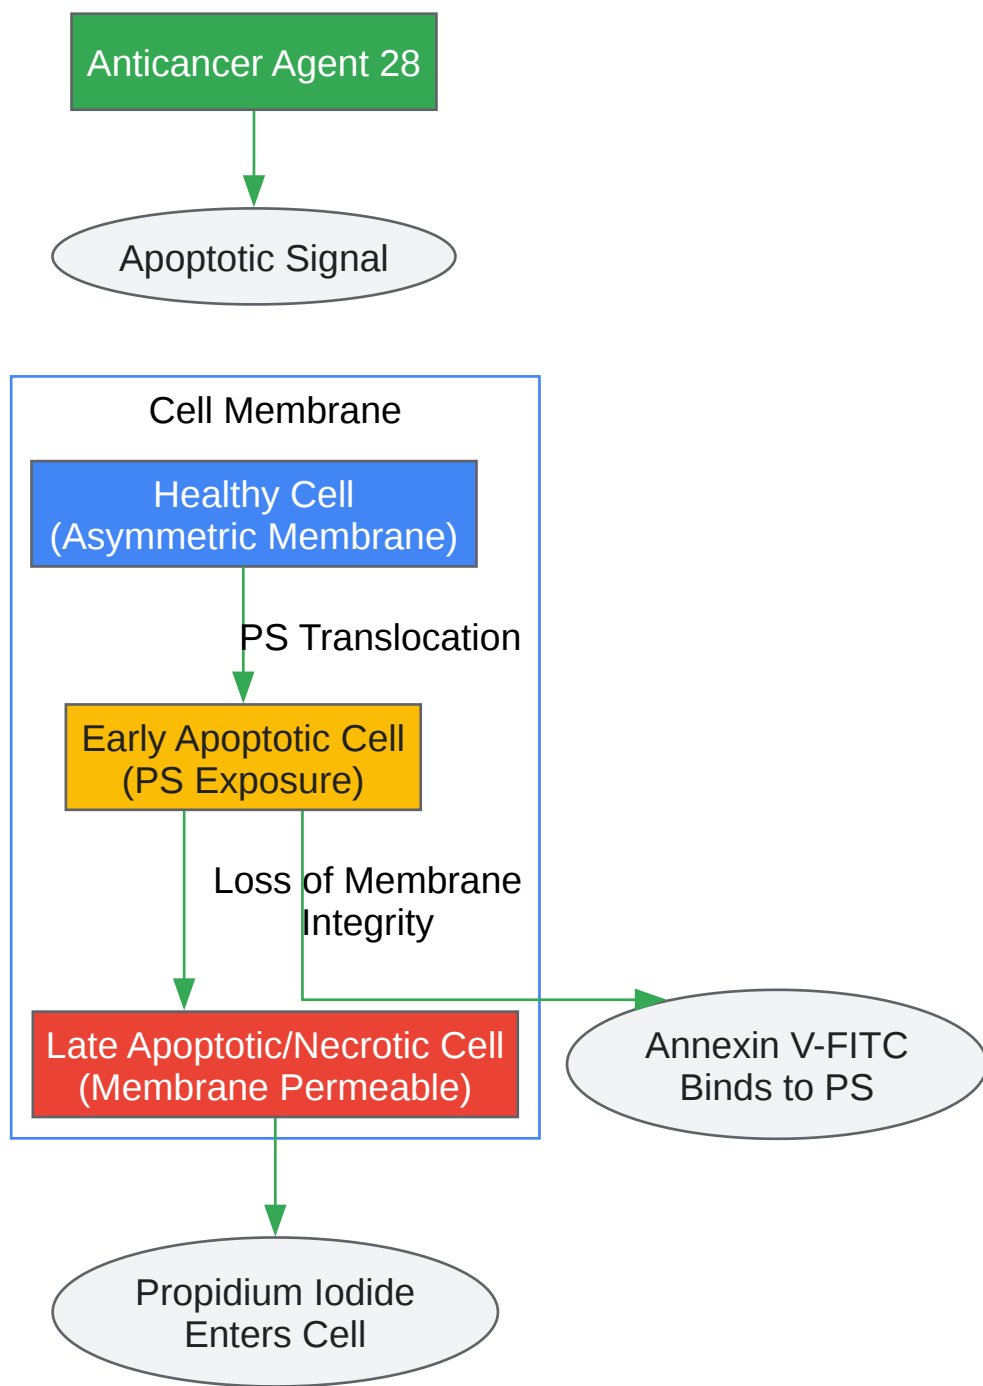 Anticancer Agent 28
Apoptotic Signal
Cell Membrane
Healthy Cell
(Asymmetric Membrane)
PS Translocation
Early Apoptotic Cell
(PS Exposure)
Loss of Membrane
Integrity
Late Apoptotic/Necrotic Cell
(Membrane Permeable)
Annexin V-FITC
Binds to PS
Propidium Iodide
Enters Cell